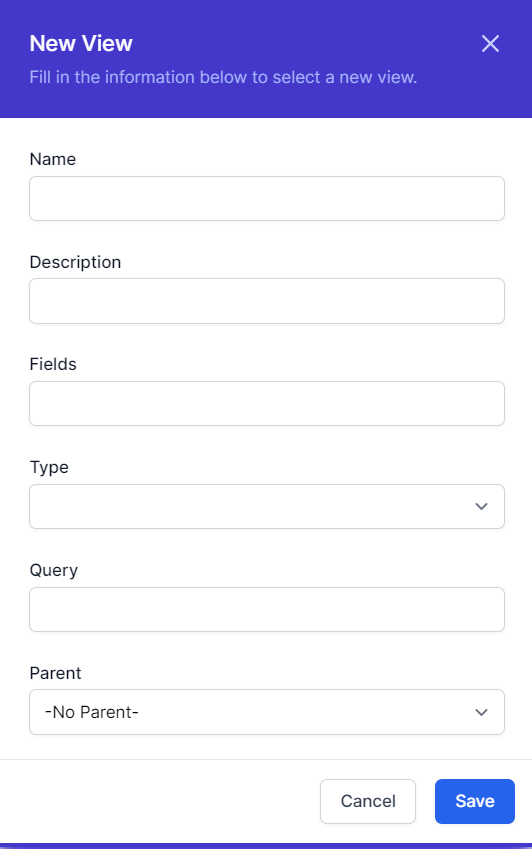 New View
Fill in the information below to select a new view.
Name
Description
Fields
Type
Query
Parent
-No Parent-
Cancel Save